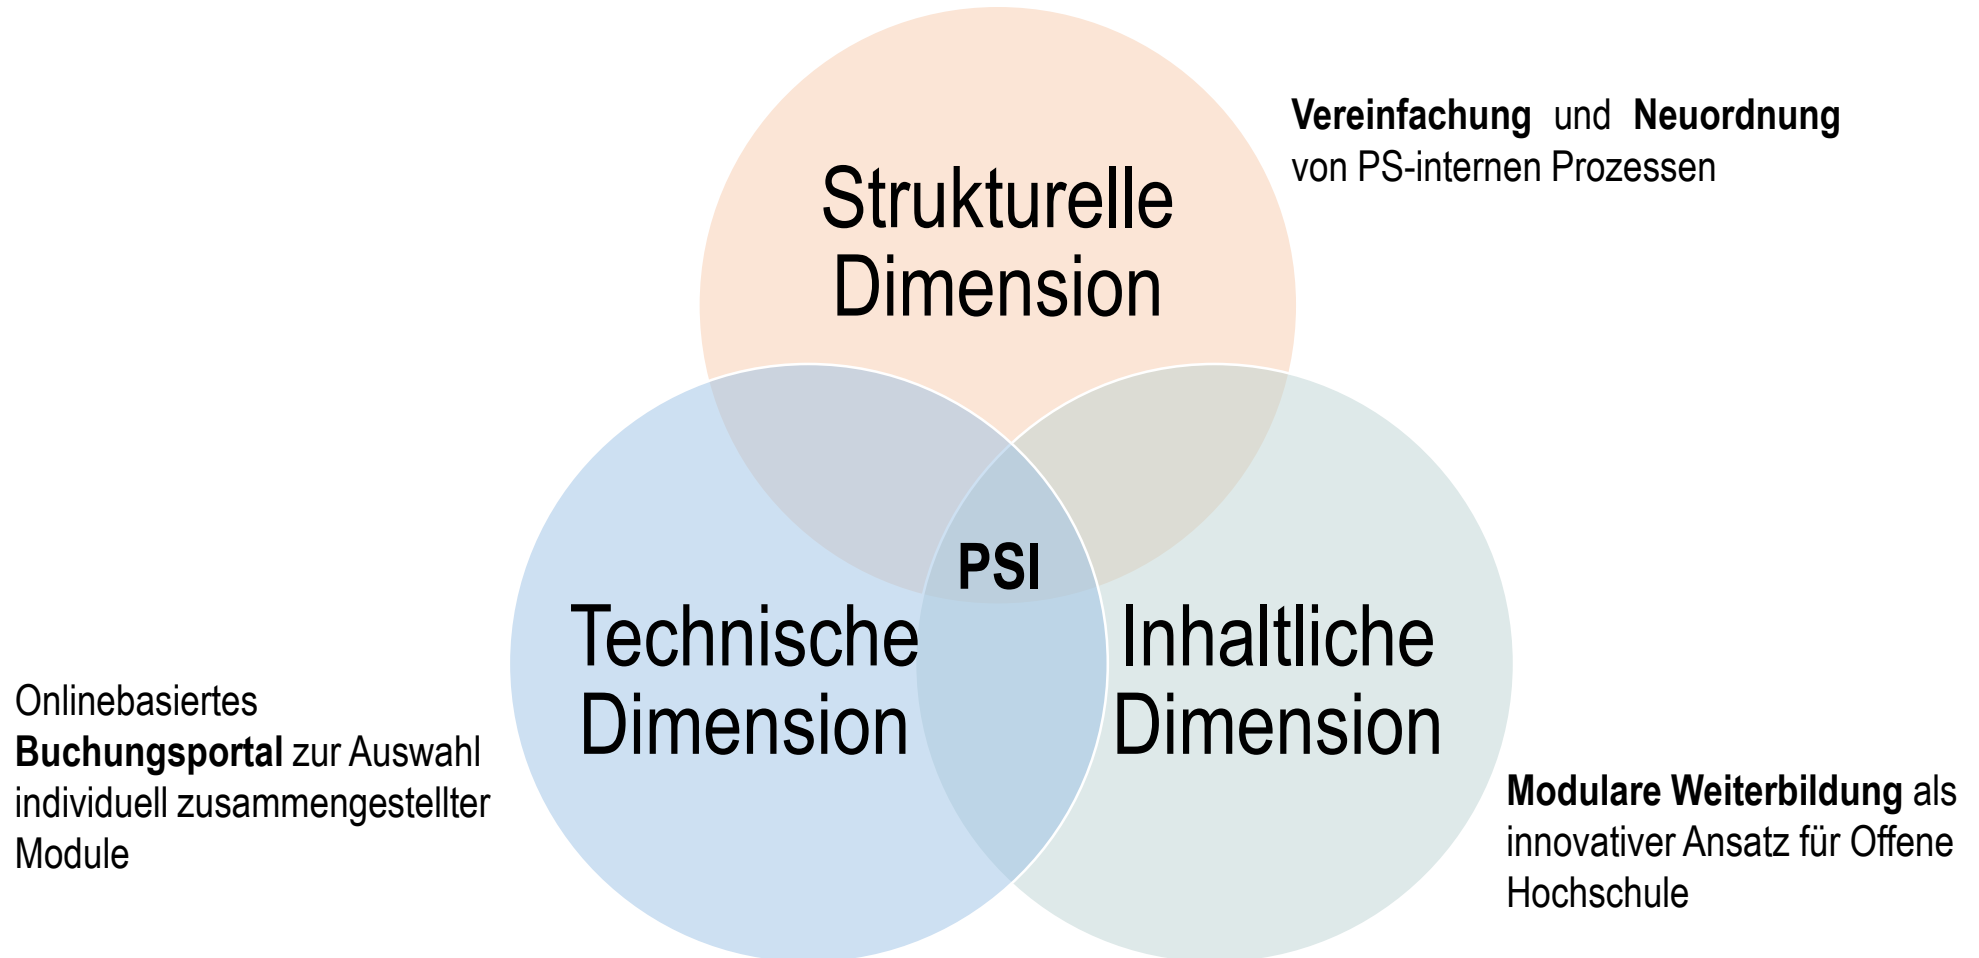 Vereinfachung und Neuordnung
von PS-internen Prozessen
Strukturelle
Dimension
PSI
Technische
Dimension
Inhaltliche
Dimension
Onlinebasiertes
Buchungsportal zur Auswahl
individuell zusammengestellter
Module
Modulare Weiterbildung als
innovativer Ansatz für Offene
Hochschule